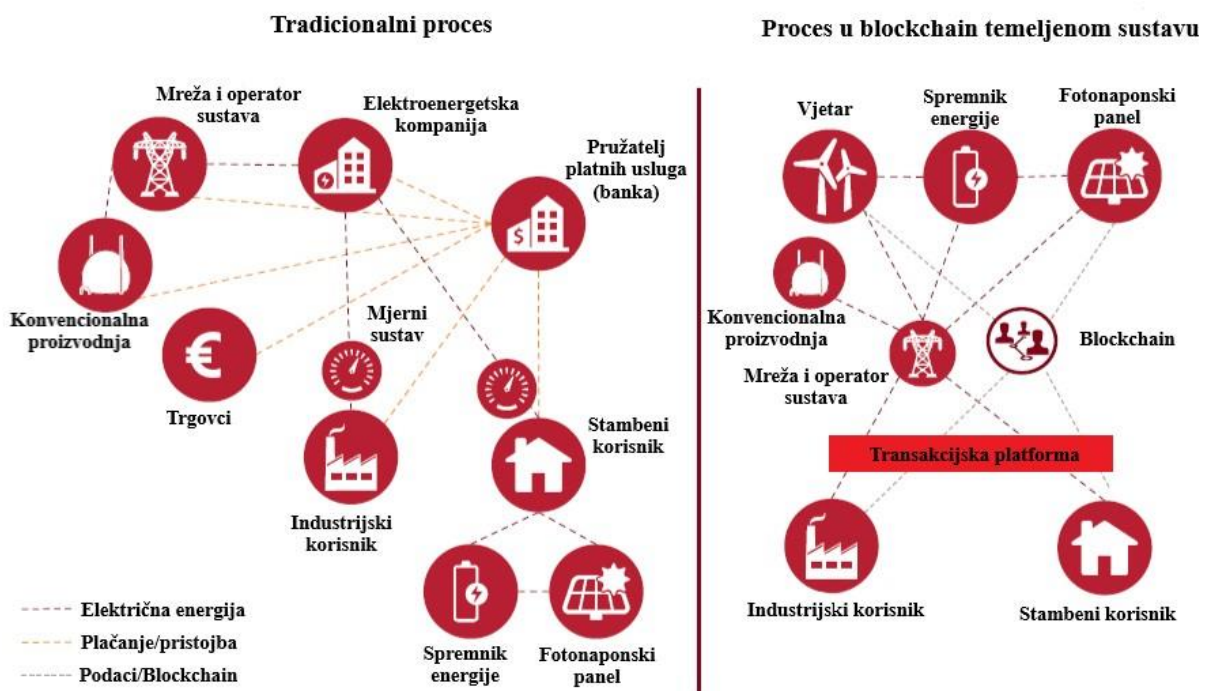 Tradicionalni proces
Mreža i operator
sustava
Elektroenergetska
kompanija
Pružatelj
platnih usluga
(banka)
$
Konvencionalna
proizvodnja
€
Trgovci
Mjerni
sustav
Industrijski
korisnik
Stambeni
korisnik
Spremnik
energije
Fotonaponski
panel
Električna energija
Plačanje/pristojba
Podaci/Blockchain
Proces u blockchain temeljenom sustavu
Vjetar
Spremnik
energije
Fotonaponski
panel
Konvencionalna
proizvodnja
Mreža i operator
sustava
Blockchain
Transakcijska platforma
Industrijski korisnik
Stambeni korisnik